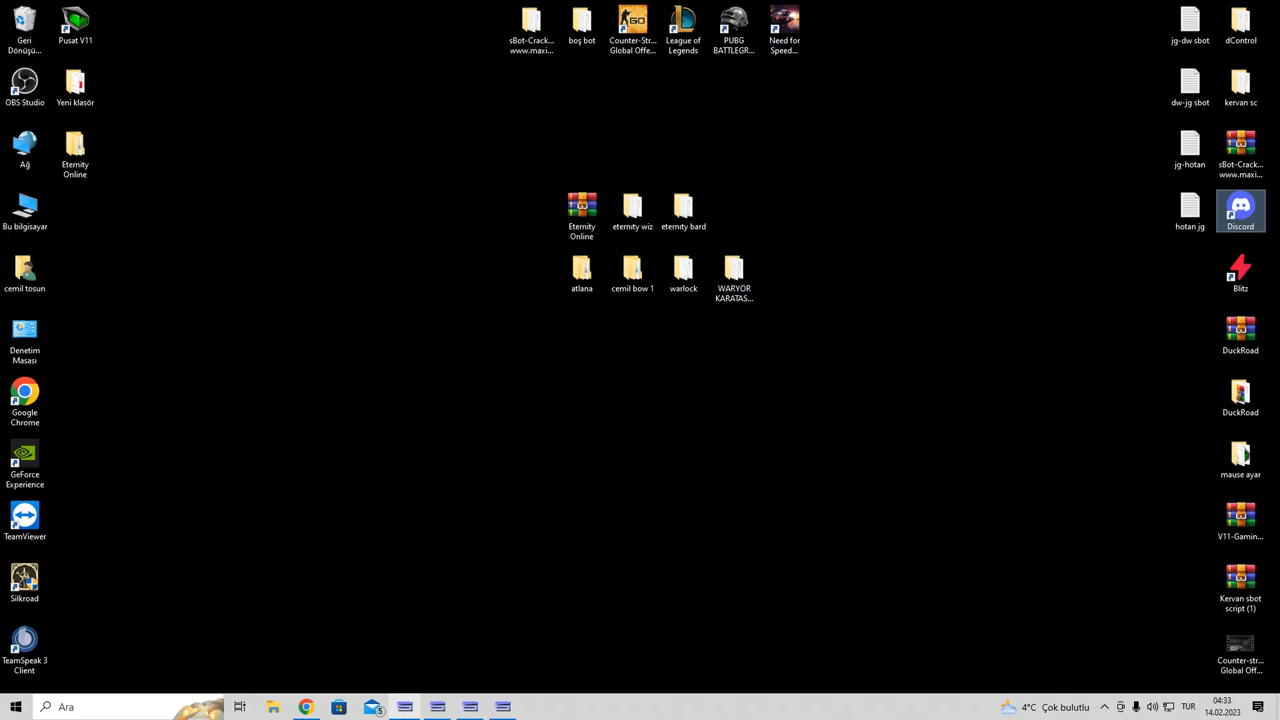 Geri
Dönüşü...
Pusat V11
sBot-Crack...
www.maxi...
boş bot
Counter-Str...
Global Offe...
League of
Legends
PUBG
BATTLEGR...
Need for
Speed...
jg-dw sbot
dControl
OBS Studio
Yeni klasör
dw-jg sbot
kervan sc
Ağ
Eternity
Online
jg-hotan
sBot-Crack...
www.maxi...
Bu bilgisayar
Eternity
Online
eternıty wiz
eternıty bard
hotan jg
Discord
cemil tosun
atlana
cemil bow 1
warlock
WARYOR
KARATAS...
Blitz
Denetim
Masası
DuckRoad
Google
Chrome
DuckRoad
GeForce
Experience
mause ayar
TeamViewer
V11-Gamin...
Silkroad
Kervan sbot
script (1)
TeamSpeak 3
Client
Counter-str...
Global Off...
Ara
5
4°C Çok bulutlu
TUR
04:33
14.02.2023